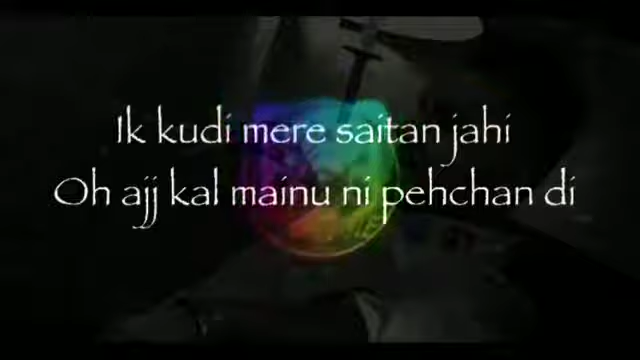 Ik kudi mere saitan jahi
Oh ajj kal mainu ni pehchan di